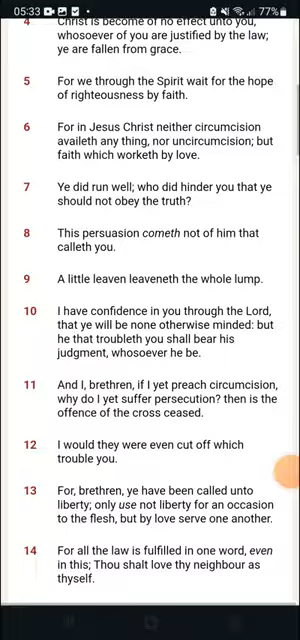 05:33
77%
4 Christ is become of no effect unto you,
whosoever of you are justified by the law;
ye are fallen from grace.
5 For we through the Spirit wait for the hope
of righteousness by faith.
6 For in Jesus Christ neither circumcision
availeth any thing, nor uncircumcision; but
faith which worketh by love.
7 Ye did run well; who did hinder you that ye
should not obey the truth?
8 This persuasion cometh not of him that
calleth you.
9 A little leaven leaveneth the whole lump.
10 I have confidence in you through the Lord,
that ye will be none otherwise minded: but
he that troubleth you shall bear his
judgment, whosoever he be.
11 And I, brethren, if I yet preach circumcision,
why do I yet suffer persecution? then is the
offence of the cross ceased.
12 I would they were even cut off which
trouble you.
13 For, brethren, ye have been called unto
liberty; only use not liberty for an occasion
to the flesh, but by love serve one another.
14 For all the law is fulfilled in one word, even
in this; Thou shalt love thy neighbour as
thyself.